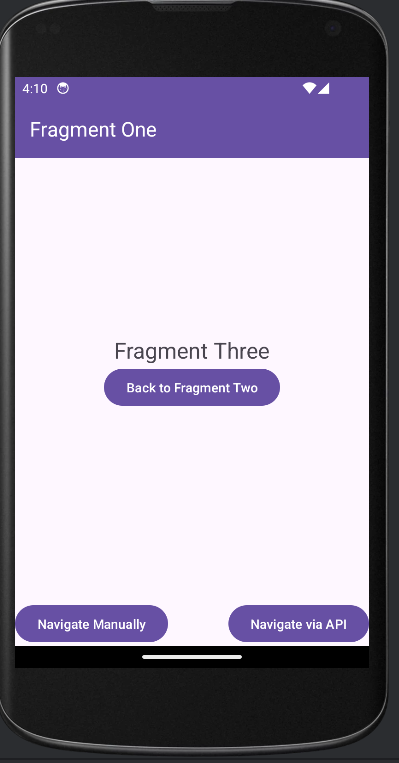 4:10
Fragment One
Fragment Three
Back to Fragment Two
Navigate Manually
Navigate via API